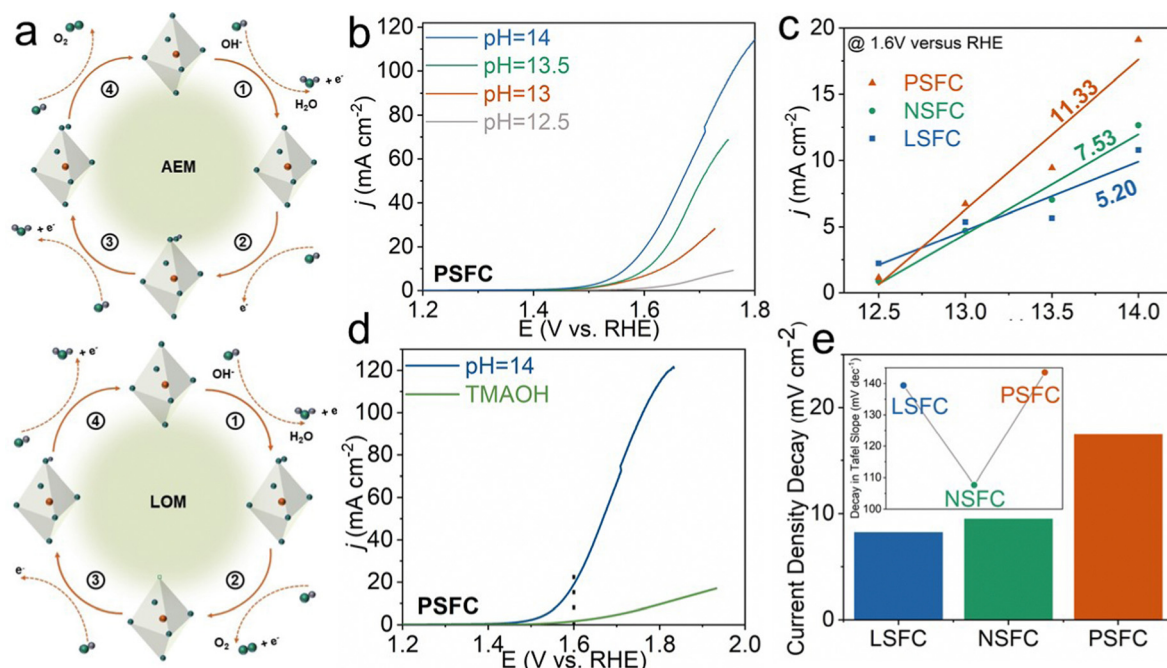 a
O₂
OH⁻
④
①
+ e⁻
H₂O
AEM
+ e⁻
③
②
e⁻
+ e⁻
OH⁻
④
①
+ e
H₂O
LOM
e⁻
③
②
O₂
+ e⁻
b
pH=14
pH=13.5
pH=13
pH=12.5
PSFC
j (mA cm⁻²)
120
100
80
60
40
20
0
1.2
1.4
1.6
1.8
E (V vs. RHE)
c
@ 1.6V versus RHE
PSFC
NSFC
LSFC
11.33
7.53
5.20
j (mA cm⁻²)
20
15
10
5
0
12.5
13.0
13.5
14.0
d
pH=14
TMAOH
PSFC
j (mA cm⁻²)
120
100
80
60
40
20
0
1.2
1.4
1.6
1.8
2.0
E (V vs. RHE)
e
Current Density Decay (mV cm⁻²)
20
10
0
Decay in Tafel Slope (mV dec⁻¹)
140
130
120
110
100
LSFC
PSFC
NSFC
LSFC
NSFC
PSFC